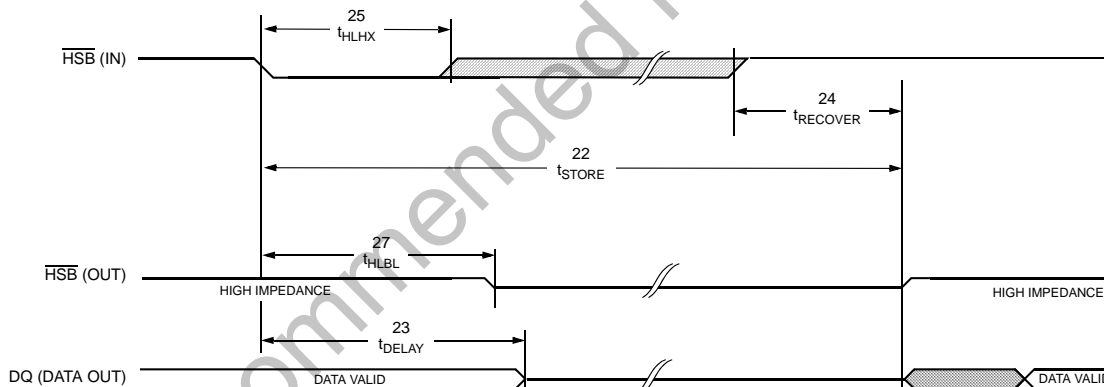 25
tHLHX
HSB (IN)
24
tRECOVER
22
tSTORE
27
tHLBL
HSB (OUT)
HIGH IMPEDANCE
HIGH IMPEDANCE
23
tDELAY
DQ (DATA OUT)
DATA VALID
DATA VALID
ommended